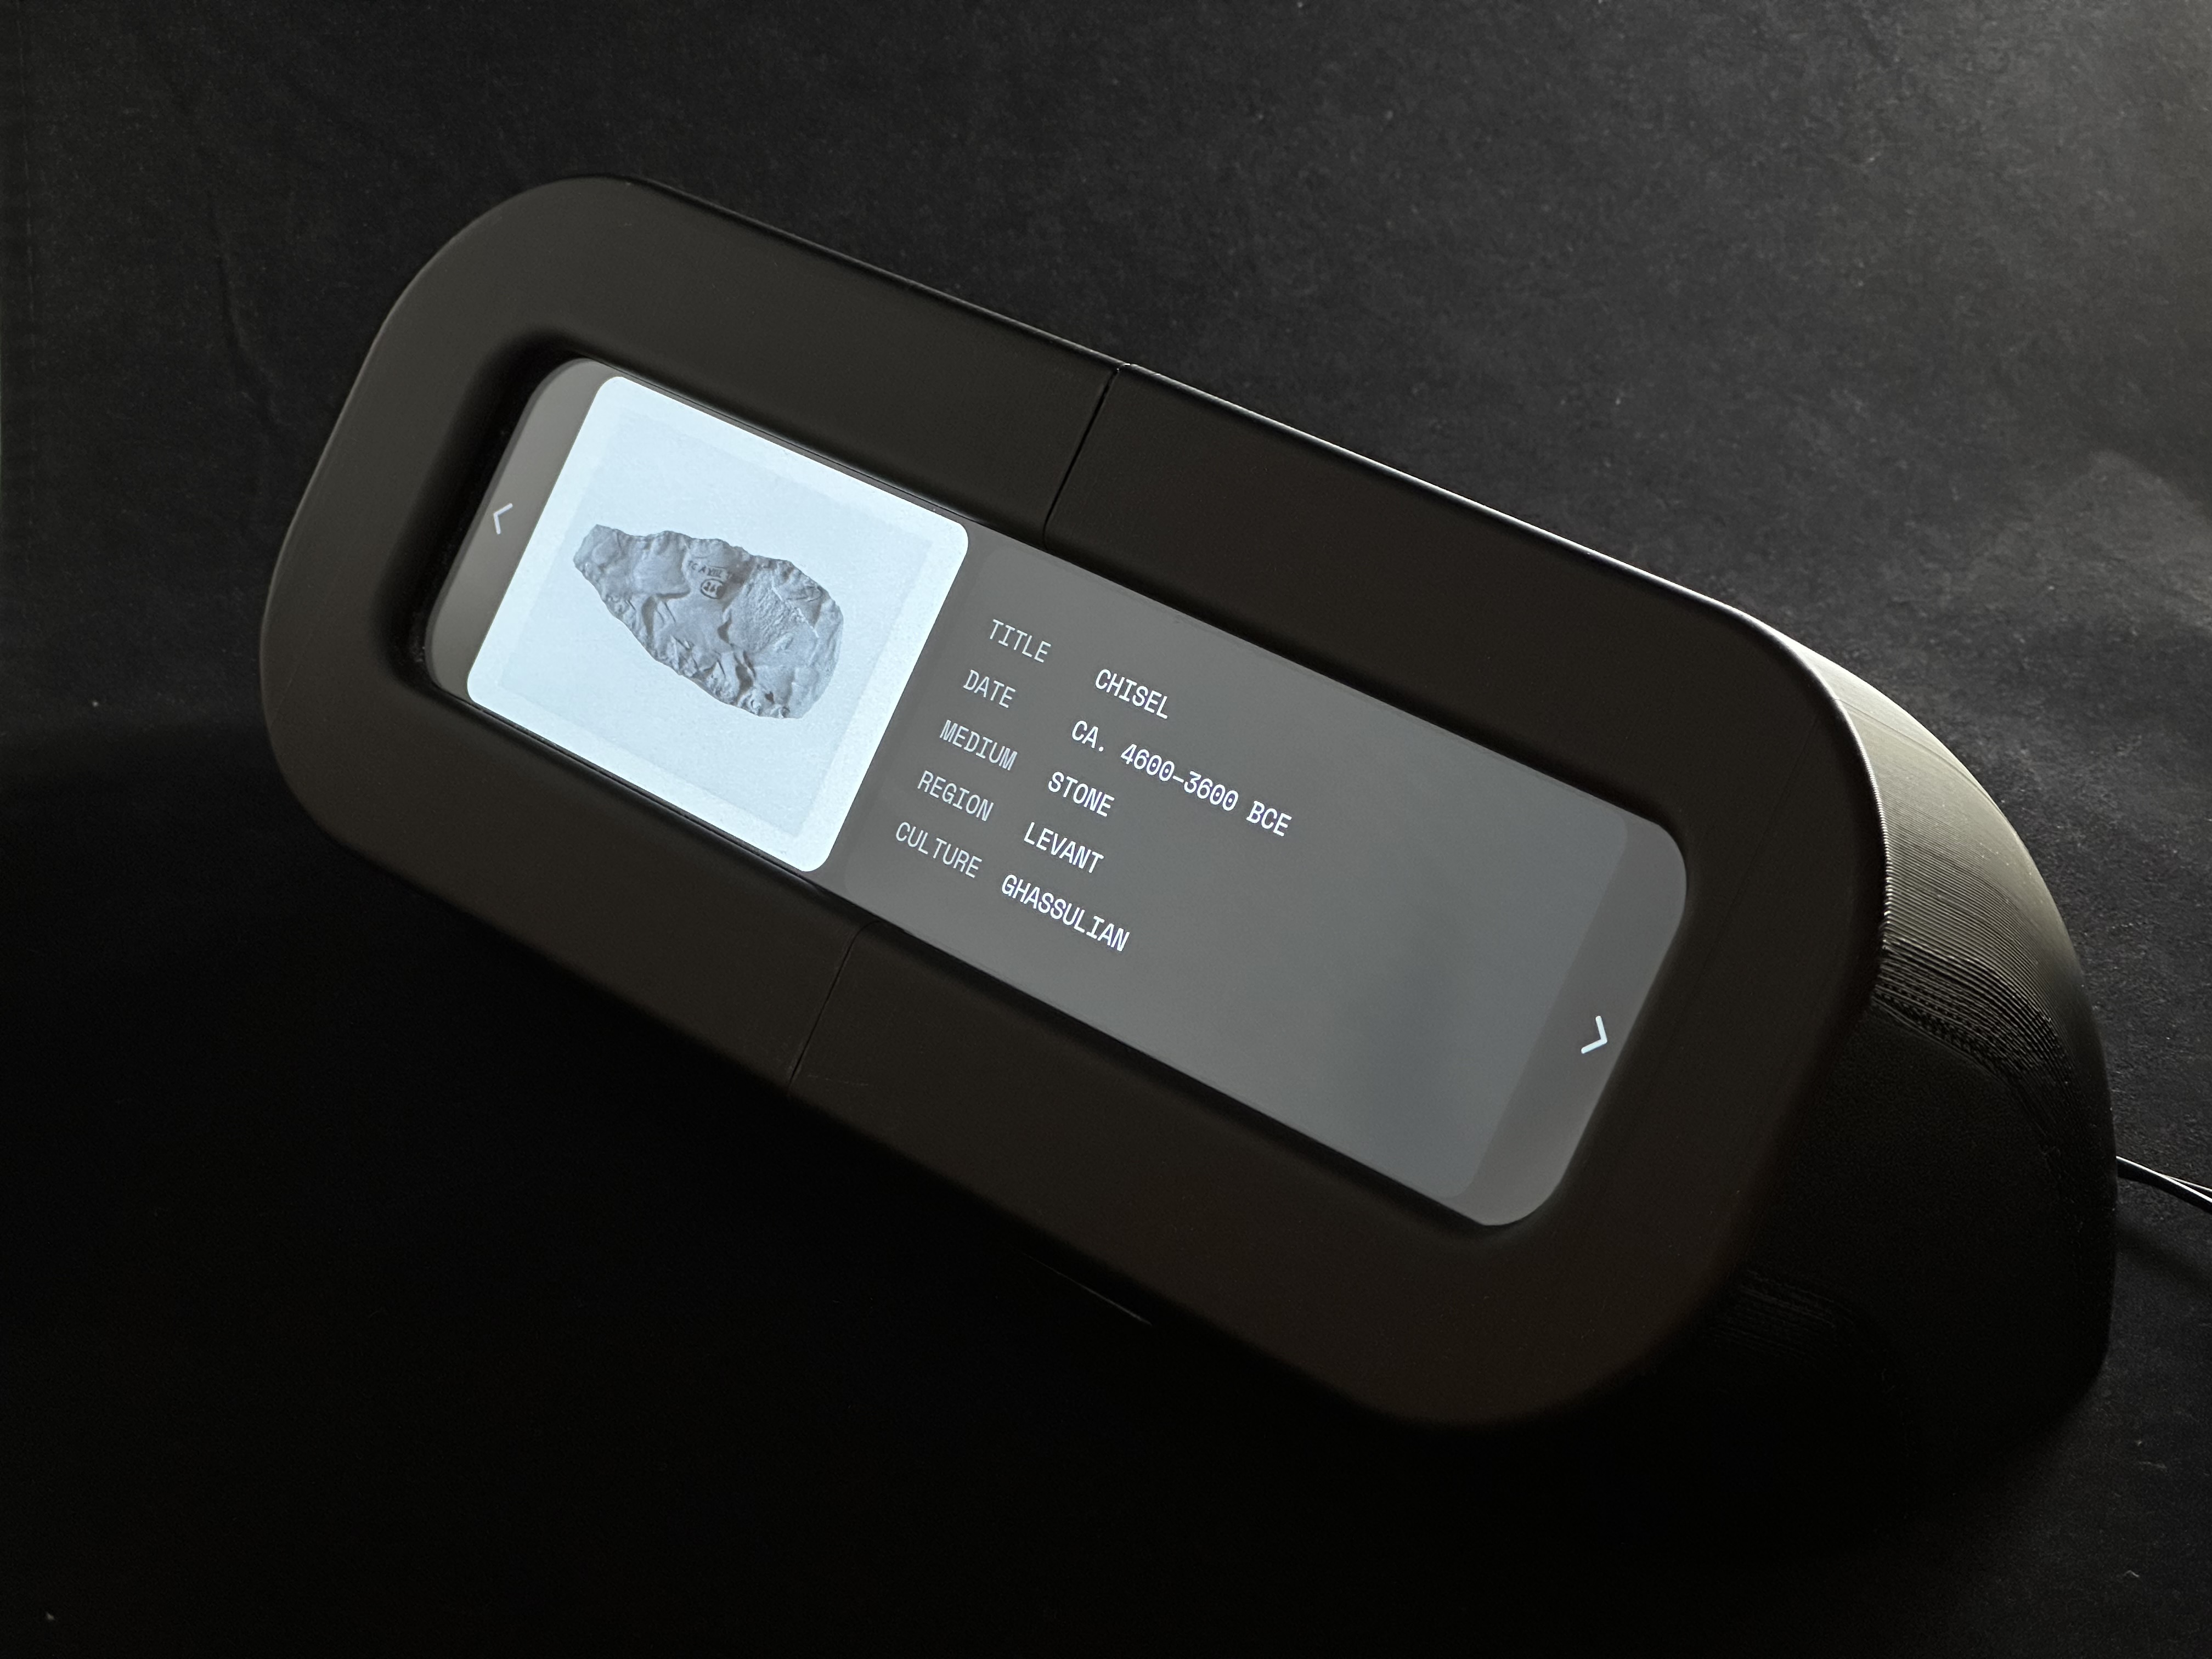 TITLE CHISEL
DATE CA. 4600–3600 BCE
MEDIUM STONE
REGION LEVANT
CULTURE GHASSULIAN